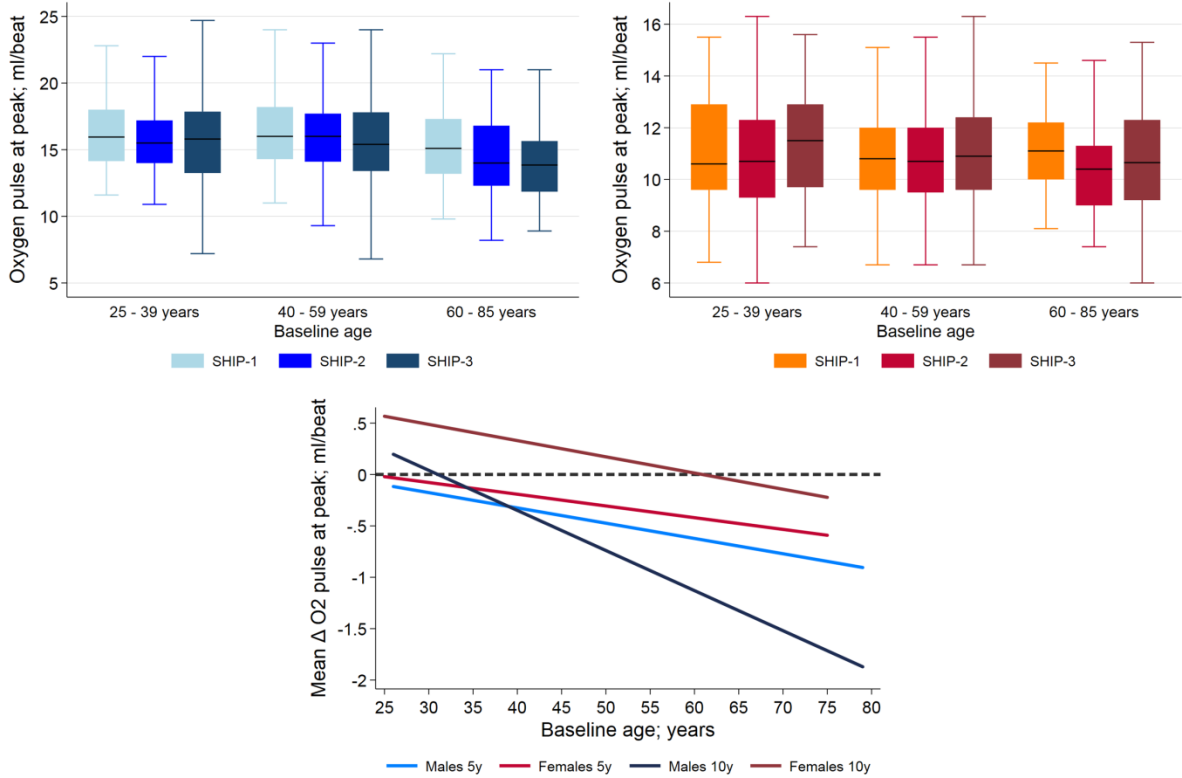 Oxygen pulse at peak; ml/beat
25
20
15
10
5
25 - 39 years 40 - 59 years 60 - 85 years
Baseline age
SHIP-1 SHIP-2 SHIP-3
Oxygen pulse at peak; ml/beat
16
14
12
10
8
6
25 - 39 years 40 - 59 years 60 - 85 years
Baseline age
SHIP-1 SHIP-2 SHIP-3
Mean Δ O2 pulse at peak; ml/beat
.5
0
-.5
-1
-1.5
-2
25 30 35 40 45 50 55 60 65 70 75 80
Baseline age; years
Males 5y Females 5y Males 10y Females 10y